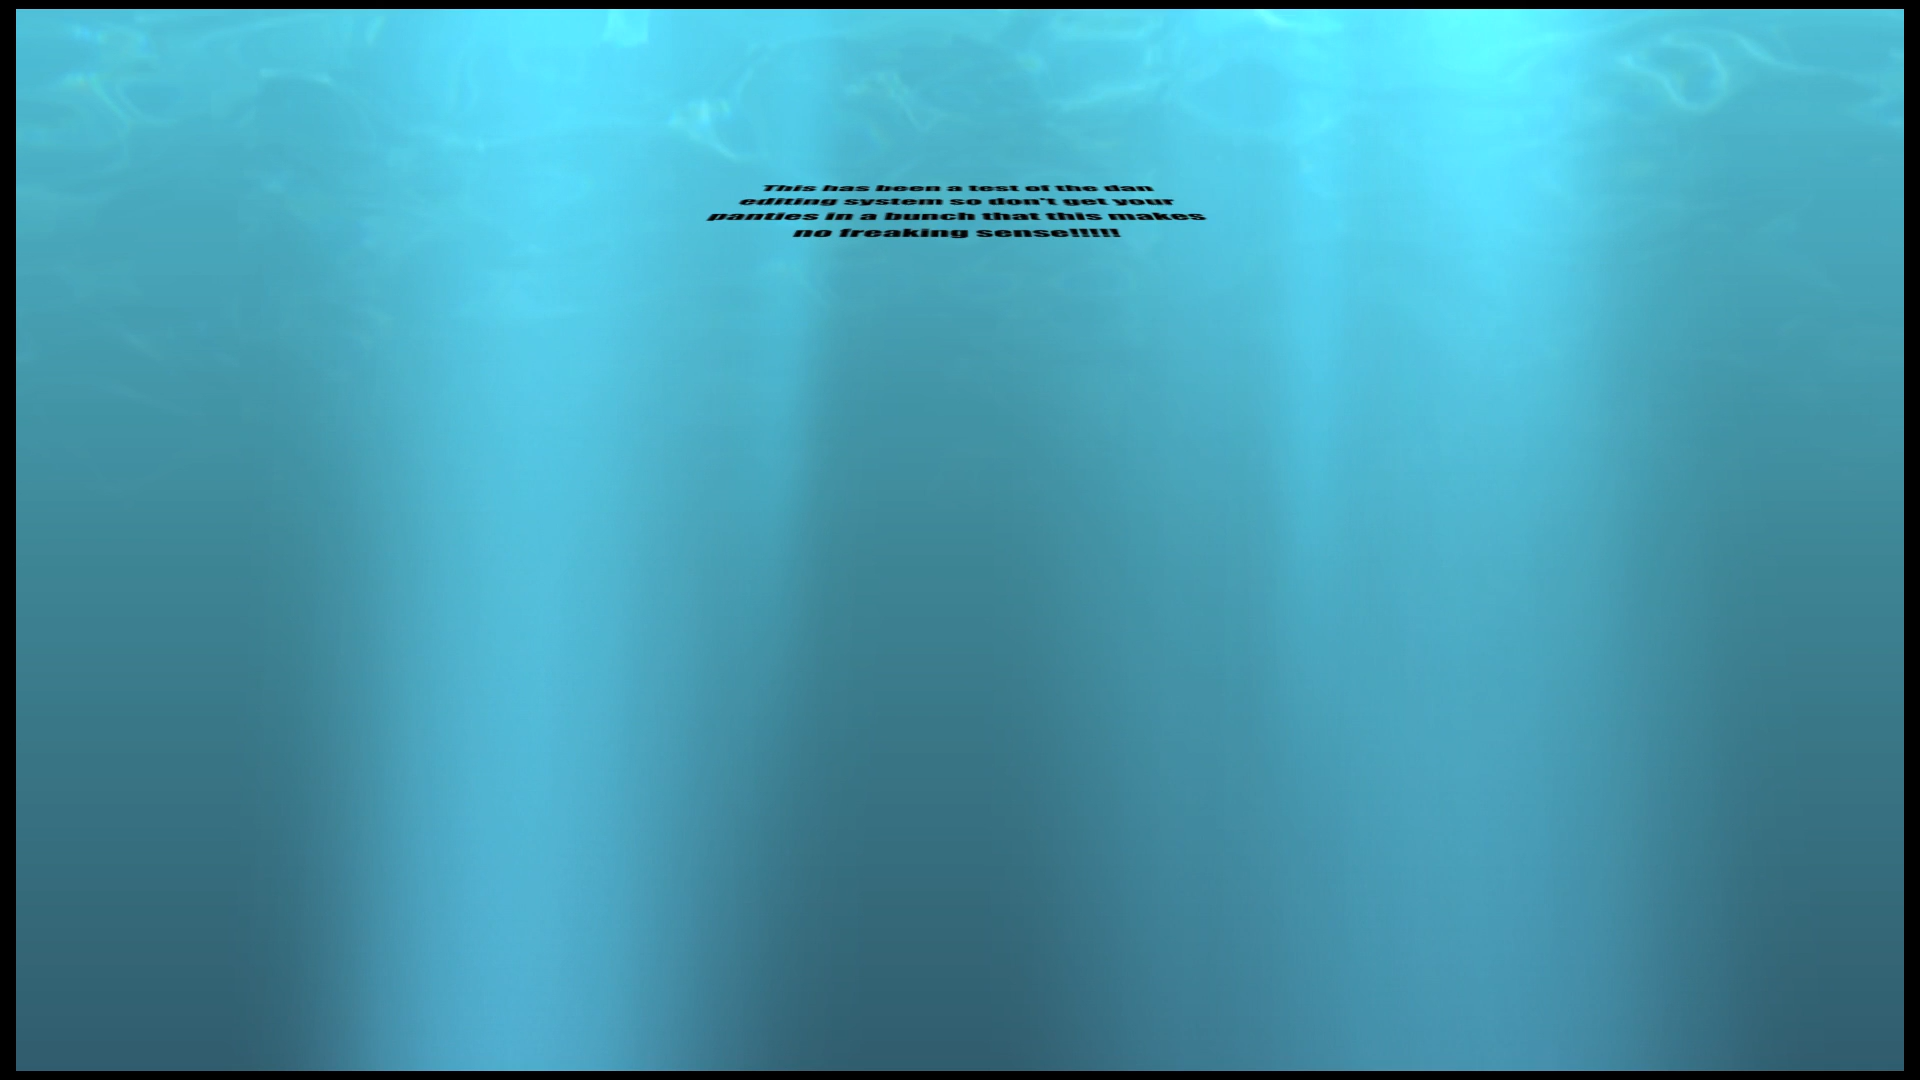 This has been a test of the dan
editing system so don't get your
panties in a bunch that this makes
no freaking sense!!!!!